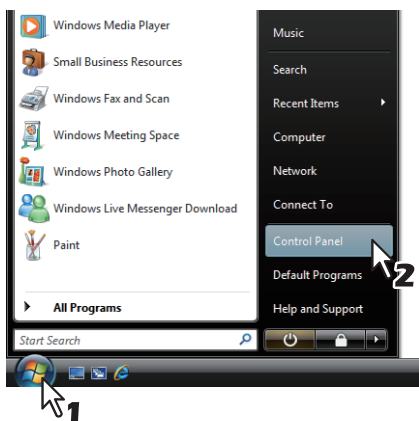 Windows Media Player
Small Business Resources
Windows Fax and Scan
Windows Meeting Space
Windows Photo Gallery
Windows Live Messenger Download
Paint
All Programs
Start Search
Music
Search
Recent Items
Computer
Network
Connect To
Control Panel
2
Default Programs
Help and Support
1